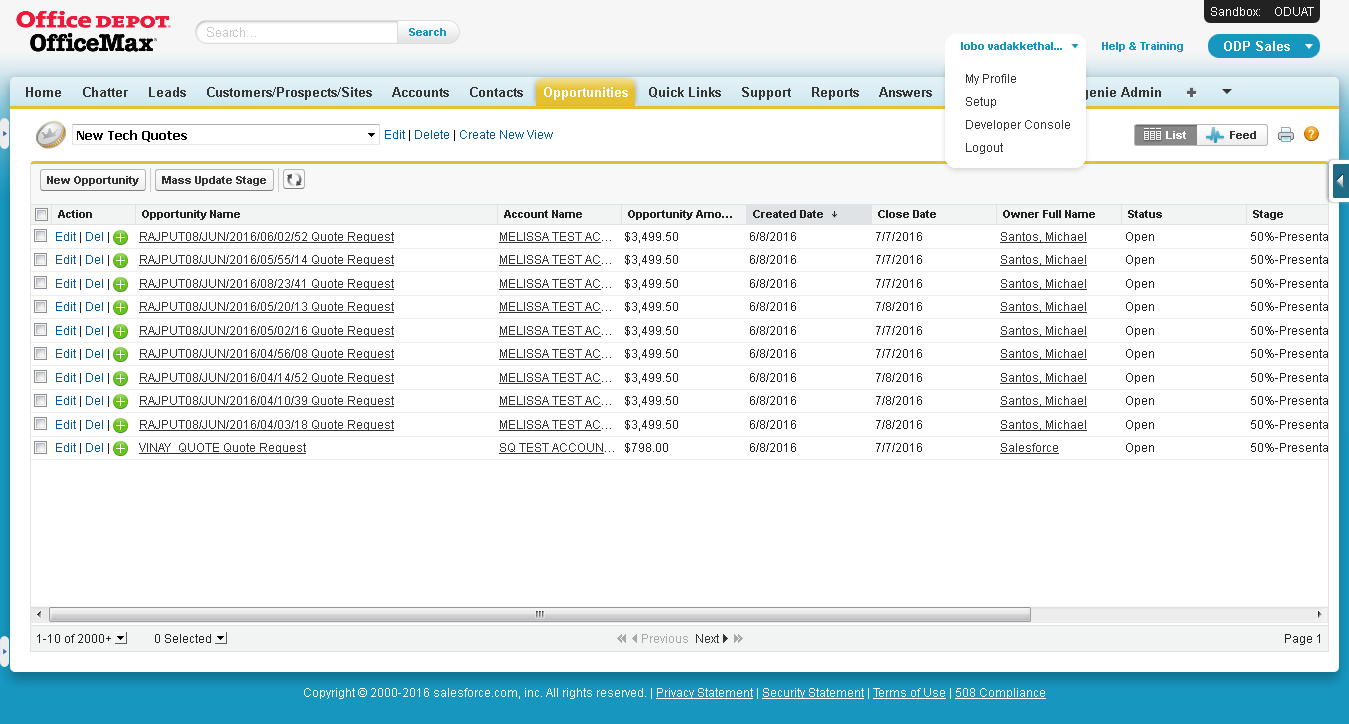 Office DEPOT
OfficeMax
Search...
Search
Sandbox: ODUAT
lobo vadakkethal...
Help & Training
ODP Sales
My Profile
Setup
Developer Console
Logout
Home Chatter Leads Customers/Prospects/Sites Accounts Contacts Opportunities Quick Links Support Reports Answers genie Admin +
New Tech Quotes
Edit | Delete | Create New View
List Feed
New Opportunity Mass Update Stage
Action Opportunity Name Account Name Opportunity Amo... Created Date Close Date Owner Full Name Status Stage
Edit | Del | RAJPUT08/JUN/2016/06/02/52 Quote Request MELISSA TEST AC... $3,499.50 6/8/2016 7/7/2016 Santos, Michael Open 50%-Presenta
Edit | Del | RAJPUT08/JUN/2016/05/55/14 Quote Request MELISSA TEST AC... $3,499.50 6/8/2016 7/7/2016 Santos, Michael Open 50%-Presenta
Edit | Del | RAJPUT08/JUN/2016/08/23/41 Quote Request MELISSA TEST AC... $3,499.50 6/8/2016 7/7/2016 Santos, Michael Open 50%-Presenta
Edit | Del | RAJPUT08/JUN/2016/05/20/13 Quote Request MELISSA TEST AC... $3,499.50 6/8/2016 7/8/2016 Santos, Michael Open 50%-Presenta
Edit | Del | RAJPUT08/JUN/2016/05/02/16 Quote Request MELISSA TEST AC... $3,499.50 6/8/2016 7/7/2016 Santos, Michael Open 50%-Presenta
Edit | Del | RAJPUT08/JUN/2016/04/56/08 Quote Request MELISSA TEST AC... $3,499.50 6/8/2016 7/7/2016 Santos, Michael Open 50%-Presenta
Edit | Del | RAJPUT08/JUN/2016/04/14/52 Quote Request MELISSA TEST AC... $3,499.50 6/8/2016 7/8/2016 Santos, Michael Open 50%-Presenta
Edit | Del | RAJPUT08/JUN/2016/04/10/39 Quote Request MELISSA TEST AC... $3,499.50 6/8/2016 7/8/2016 Santos, Michael Open 50%-Presenta
Edit | Del | RAJPUT08/JUN/2016/04/03/18 Quote Request MELISSA TEST AC... $3,499.50 6/8/2016 7/8/2016 Santos, Michael Open 50%-Presenta
Edit | Del | VINAY_QUOTE Quote Request SQ TEST ACCOUN... $798.00 6/8/2016 7/7/2016 Salesforce Open 50%-Presenta
1-10 of 2000+ 0 Selected Previous Next Page 1
Copyright © 2000-2016 salesforce.com, inc. All rights reserved. | Privacy Statement | Security Statement | Terms of Use | 508 Compliance